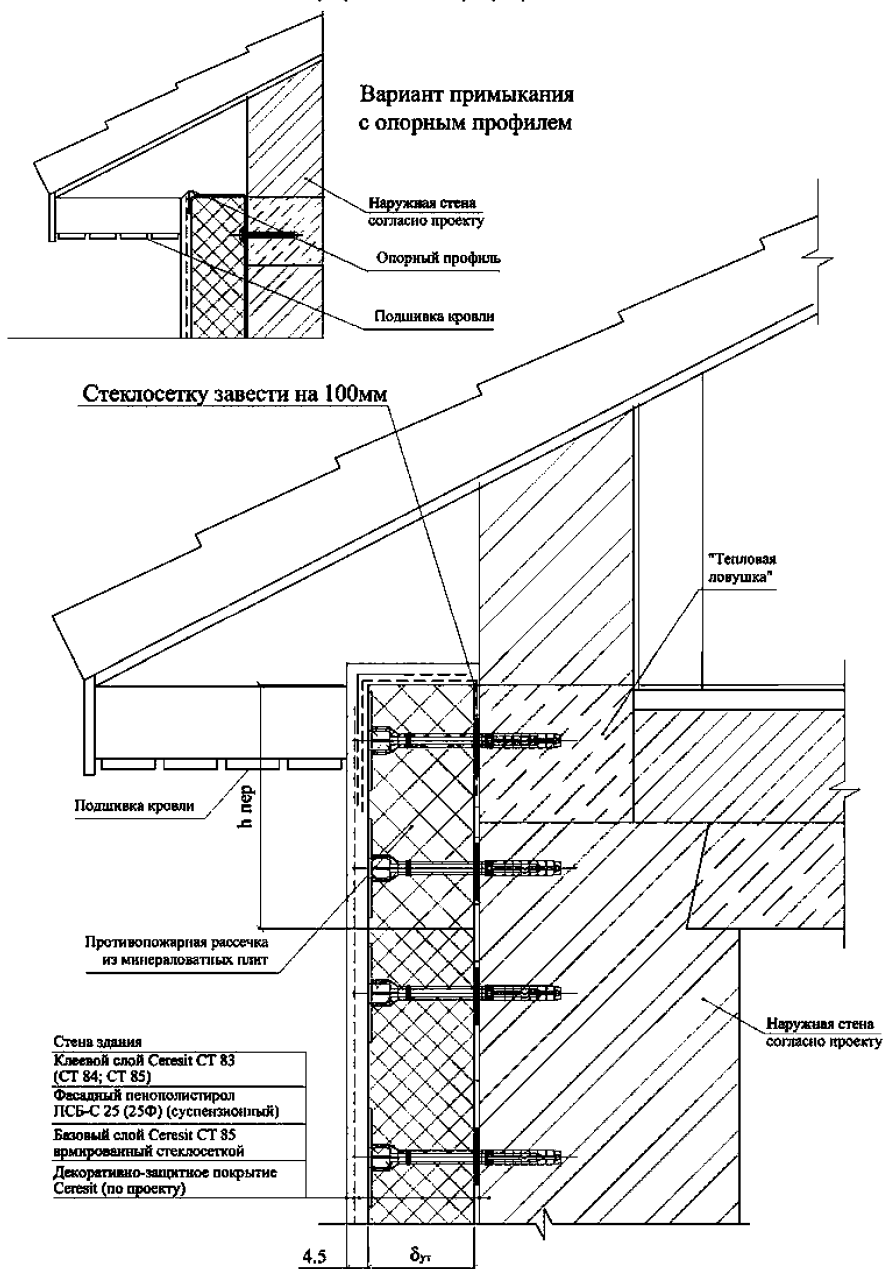 Вариант примыкания
с опорным профилем
Наружная стена
согласно проекту
Опорный профиль
Подшивка кровли
Стеклосетку завести на 100мм
"Тепловая
ловушка"
Подшивка кровли
h пер
Противопожарная рассечка
из минераловатных плит
Наружная стена
согласно проекту
Стена здания
Клеевой слой Ceresit CT 83
(CT 84; CT 85)
Фасадный пенополистирол
ПСБ-С 25 (25Ф) (суспензионный)
Базовый слой Ceresit CT 85
армированный стеклосеткой
Декоративно-защитное покрытие
Ceresit (по проекту)
4.5
δут